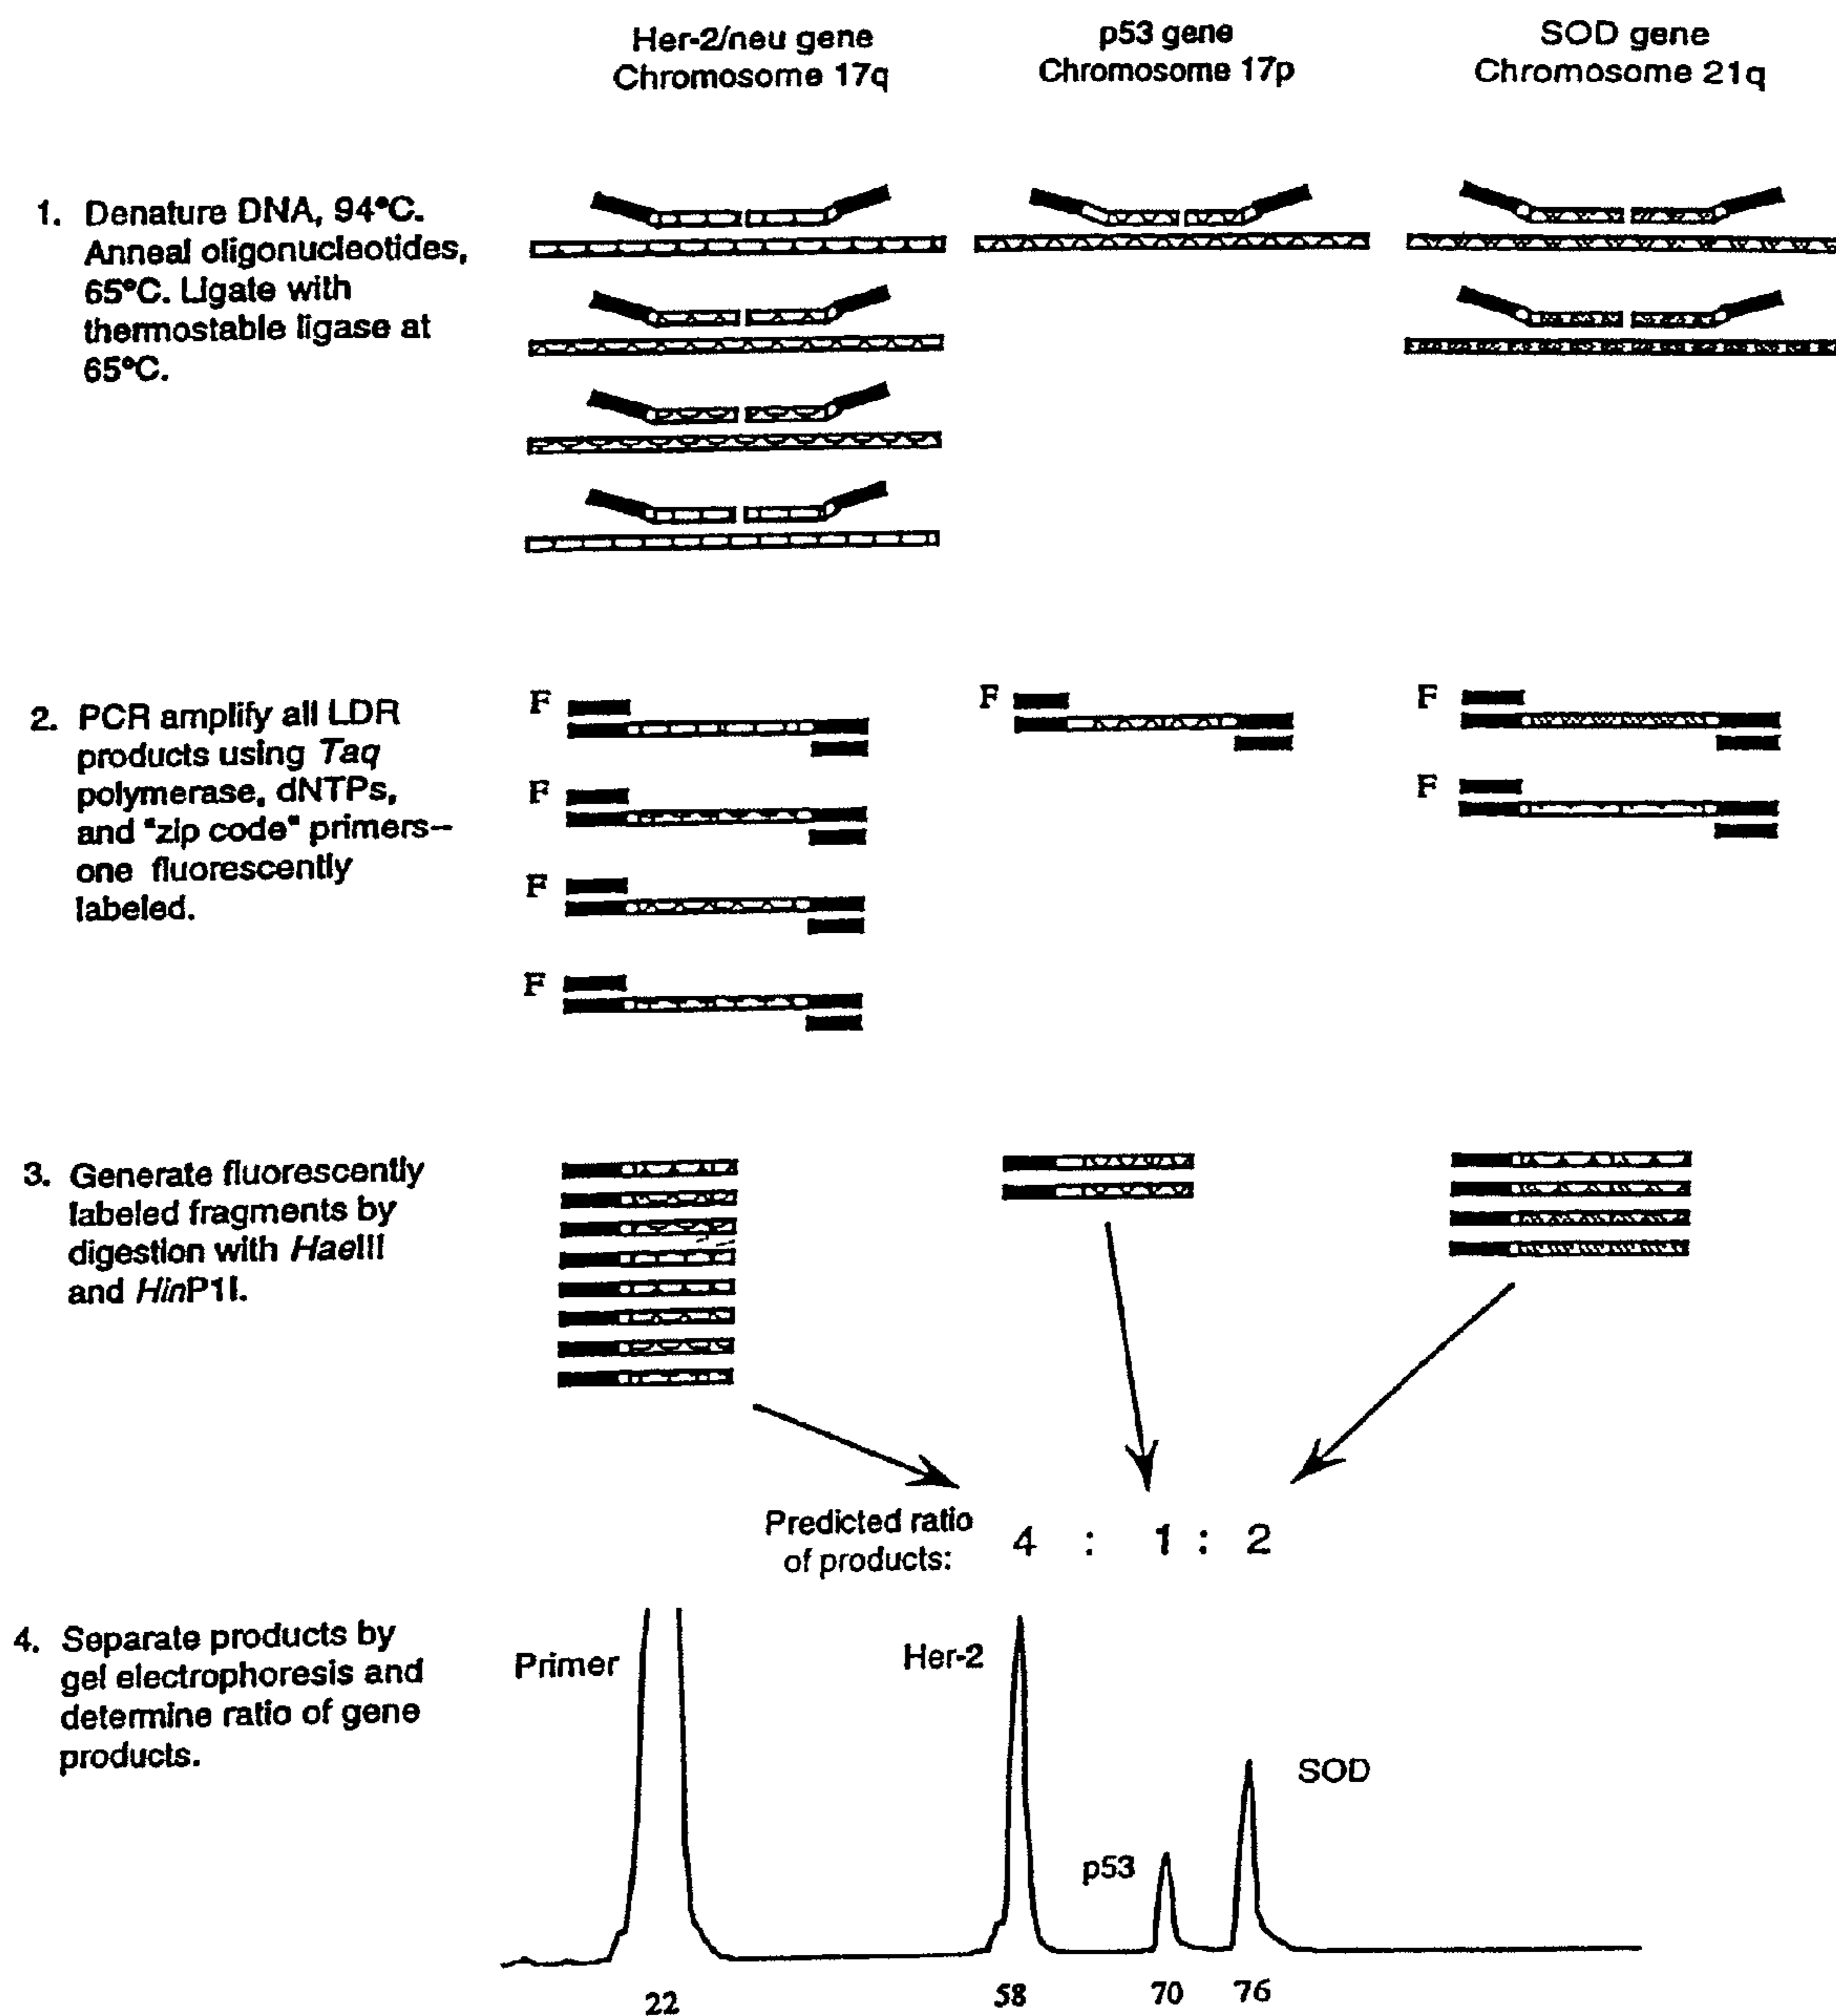 Her-2/neu gene
Chromosome 17q
p53 gene
Chromosome 17p
SOD gene
Chromosome 21q
1. Denature DNA, 94°C.
Anneal oligonucleotides,
65°C. Ligate with
thermostable ligase at
65°C.
2. PCR amplify all LDR
products using Taq
polymerase, dNTPs,
and "zip code" primers--
one fluorescently
labeled.
F
F
F
F
F
F
F
3. Generate fluorescently
labeled fragments by
digestion with HaeIII
and HinP1I.
Predicted ratio
of products:
4 : 1 : 2
4. Separate products by
gel electrophoresis and
determine ratio of gene
products.
Primer
Her-2
p53
SOD
22
58
70
76